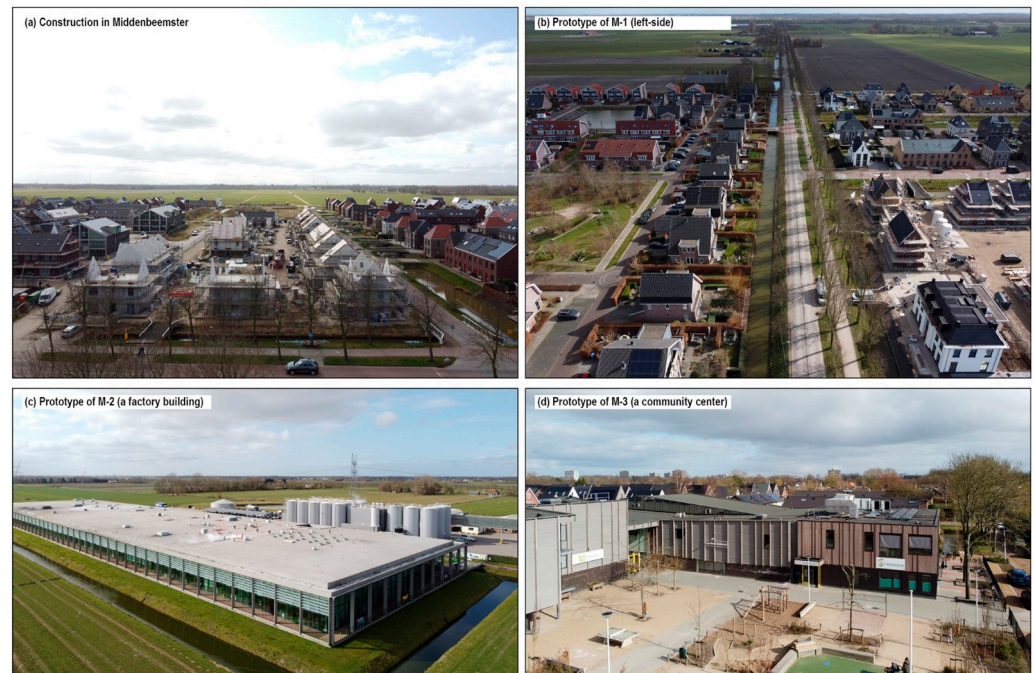 (a) Construction in Middenbeemster
(b) Prototype of M-1 (left-side)
(c) Prototype of M-2 (a factory building)
(d) Prototype of M-3 (a community center)